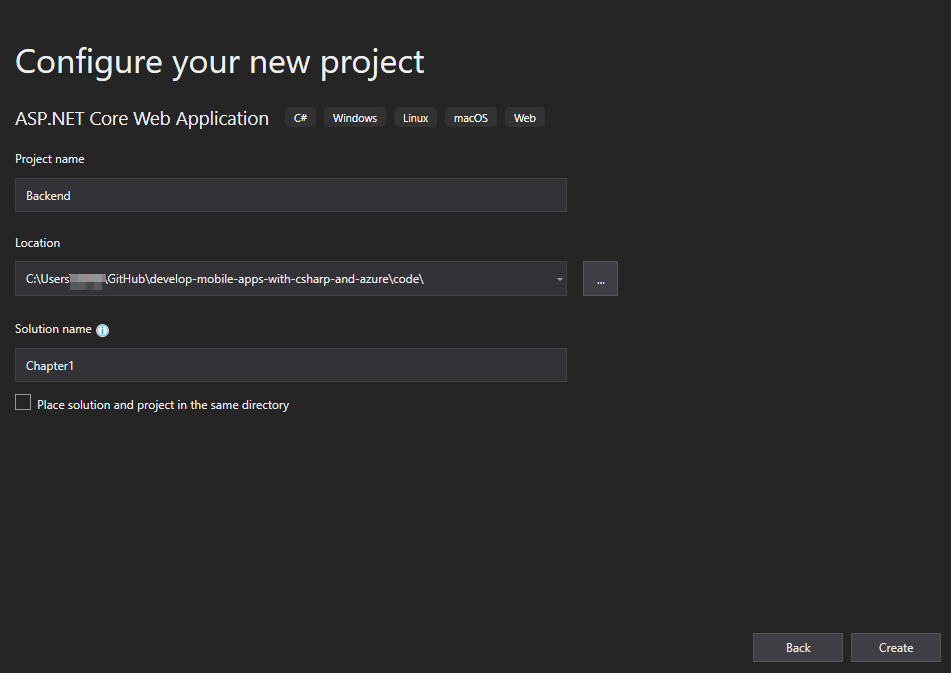 Configure your new project
ASP.NET Core Web Application C# Windows Linux macOS Web
Project name
Backend
Location
C:\Users\ \GitHub\develop-mobile-apps-with-csharp-and-azure\code\
...
Solution name
Chapter1
Place solution and project in the same directory
Back Create